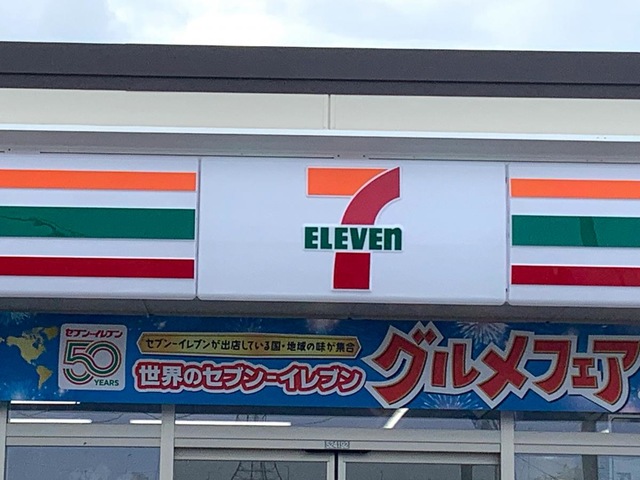 7
ELEVEn
セブン-イレブン
50
YEARS
セブン-イレブンが出店している国・地域の味が集合
世界のセブン-イレブン
グルメフェア